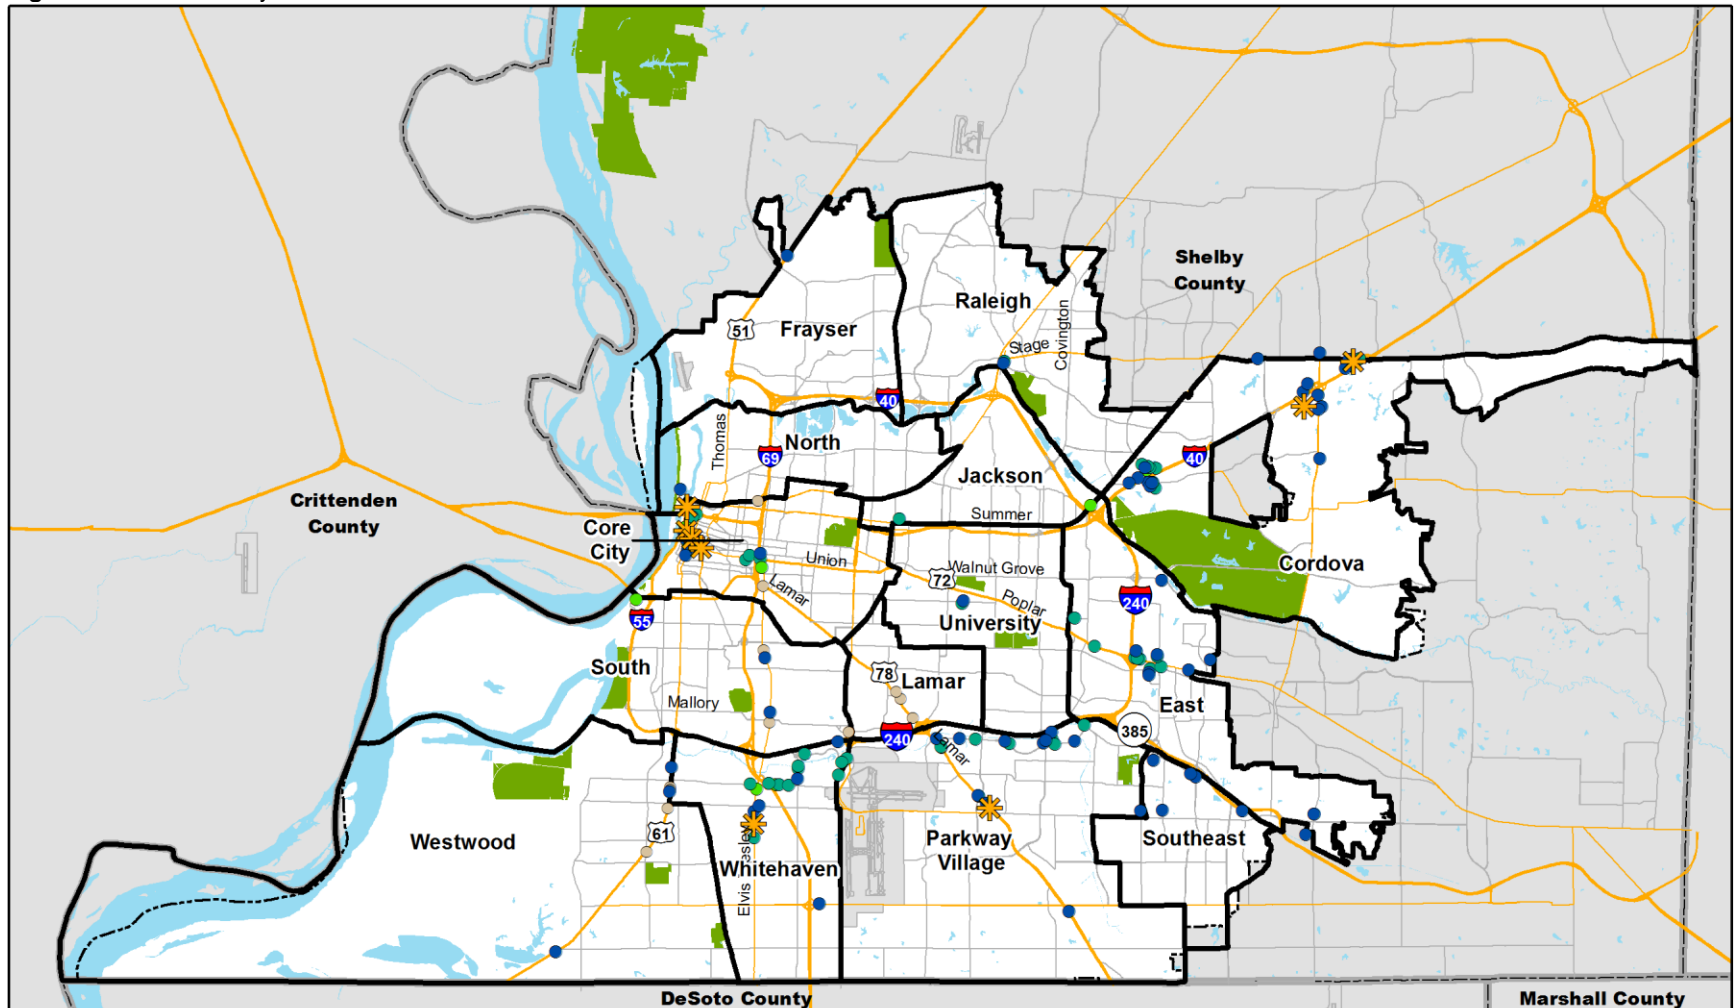 Shelby
County
Raleigh
Frayser
51
Stage
Covington
40
Thomas
North
69
40
Jackson
Crittenden
County
Summer
Core
City
Union
Walnut Grove
72
Cordova
Lamar
Poplar
240
55
University
South
78
Lamar
Mallory
East
240
385
Lamar
61
Westwood
Parkway
Village
Southeast
Whitehaven
Elvis
DeSoto County
Marshall County